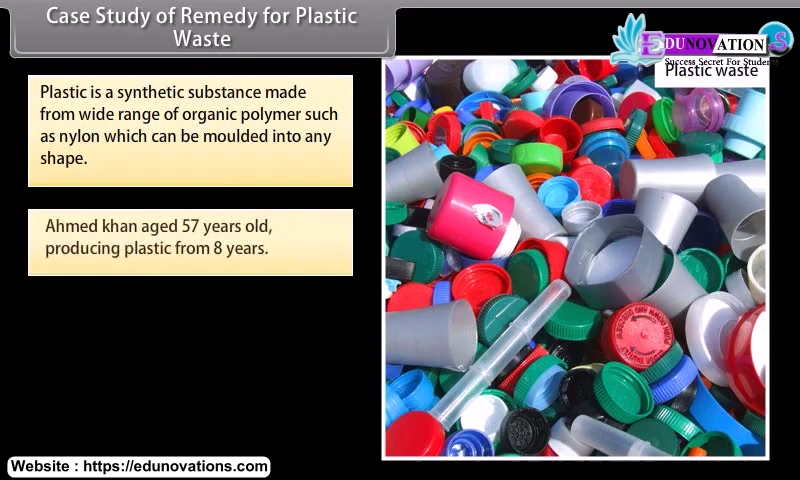 Case Study of Remedy for Plastic
Waste
EDUNOVATION S
Success Secret For Students
Plastic waste
Plastic is a synthetic substance made
from wide range of organic polymer such
as nylon which can be moulded into any
shape.
Ahmed khan aged 57 years old,
producing plastic from 8 years.
Website : https://edunovations.com